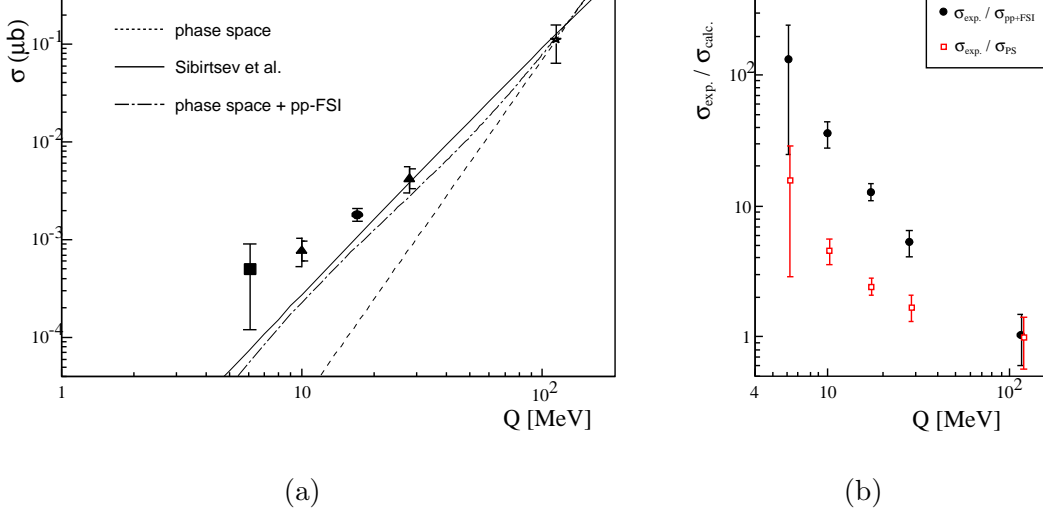 σ (μb)
10⁻¹
10⁻²
10⁻³
10⁻⁴
phase space
Sibirtsev et al.
phase space + pp-FSI
1
10
10²
Q [MeV]
(a)
σexp. / σcalc.
10²
10
1
σexp. / σpp+FSI
σexp. / σPS
4
10
10²
Q [MeV]
(b)